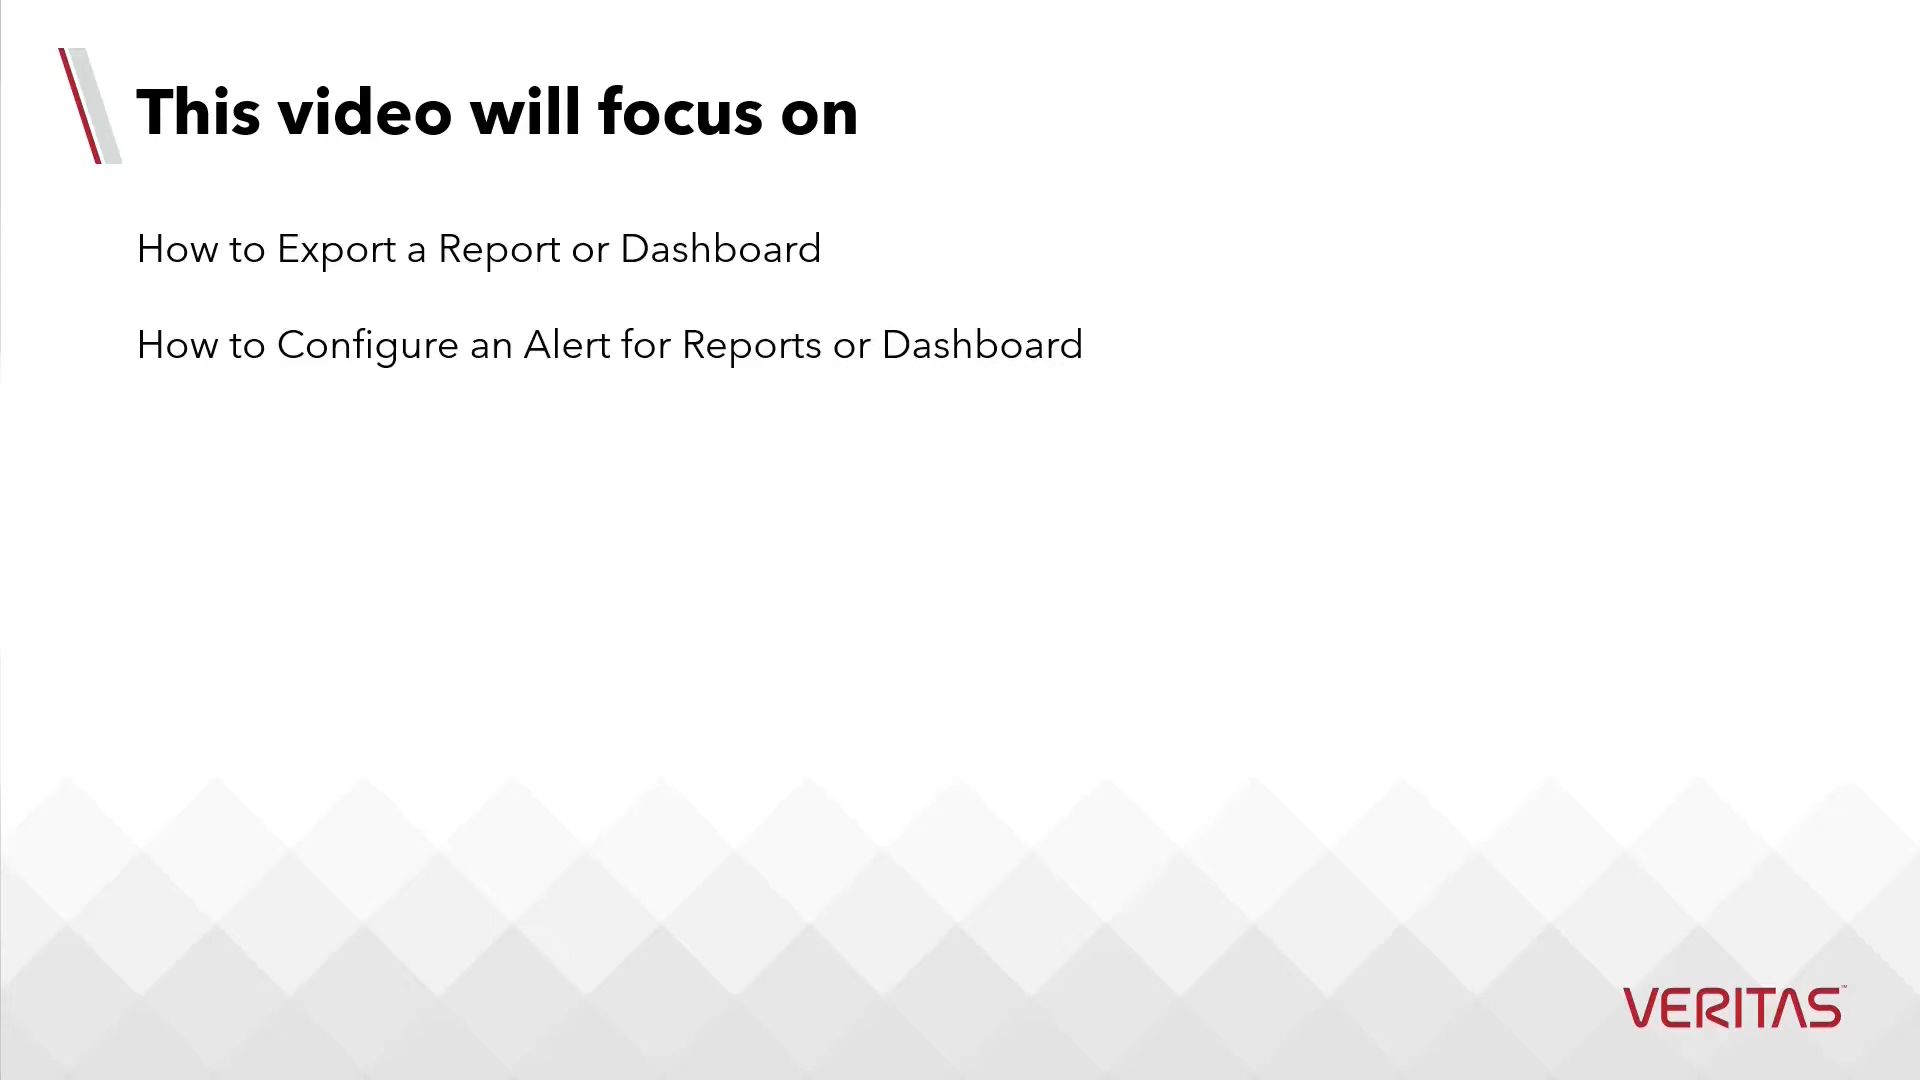 This video will focus on
How to Export a Report or Dashboard
How to Configure an Alert for Reports or Dashboard
VERITAS™